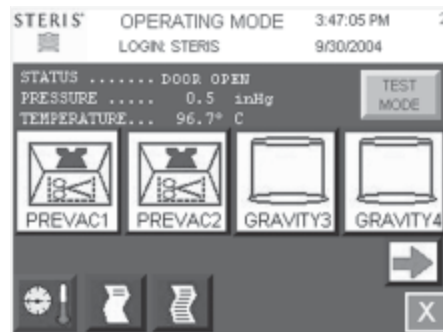 STERIS® OPERATING MODE 3:47:05 PM 2
LOGIN: STERIS 9/30/2004
STATUS ....... DOOR OPEN
PRESSURE ..... 0.5 inHg
TEMPERATURE... 96.7° C
TEST
MODE
PREVAC1 PREVAC2 GRAVITY3 GRAVITY4
X